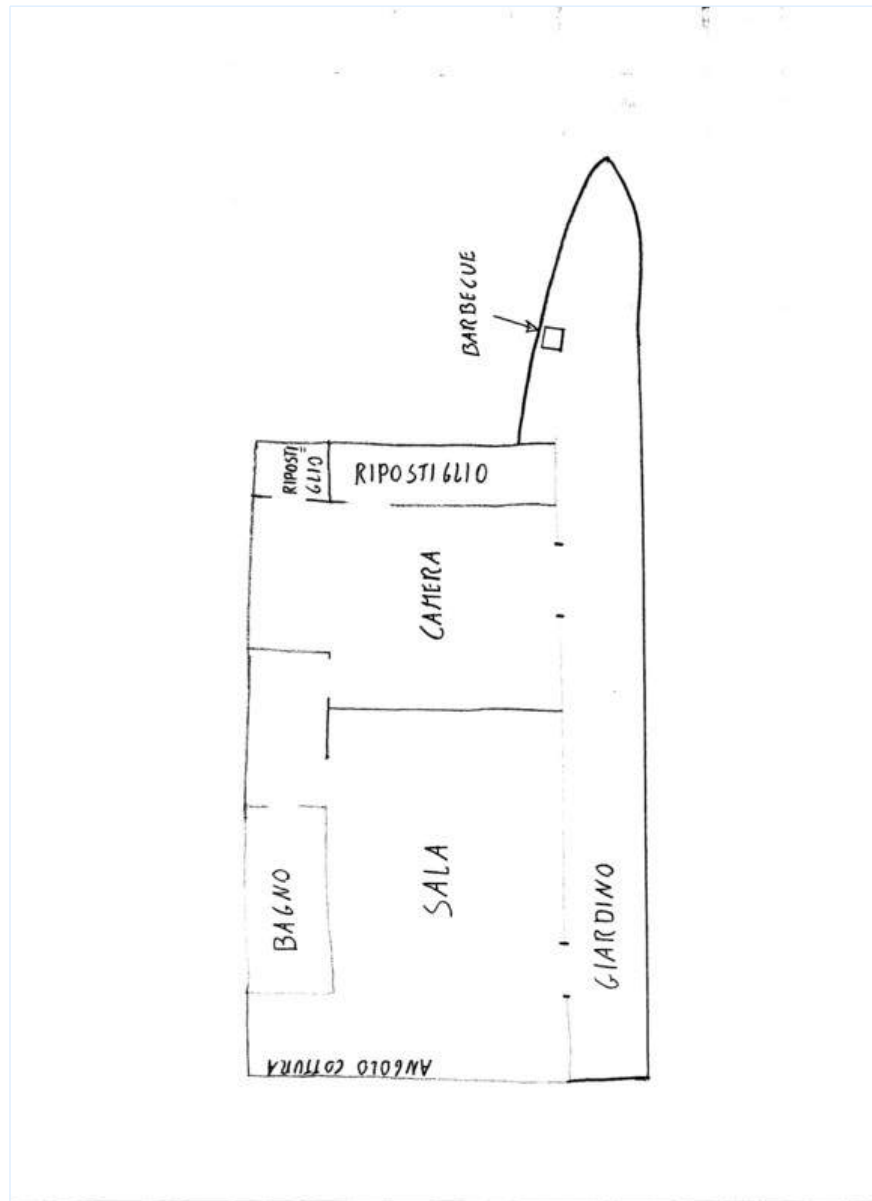 BARBECUE
RIPOSTI=
GLIO
RIPOSTIGLIO
CAMERA
SALA
BAGNO
GIARDINO
ANGOLO COTTURA